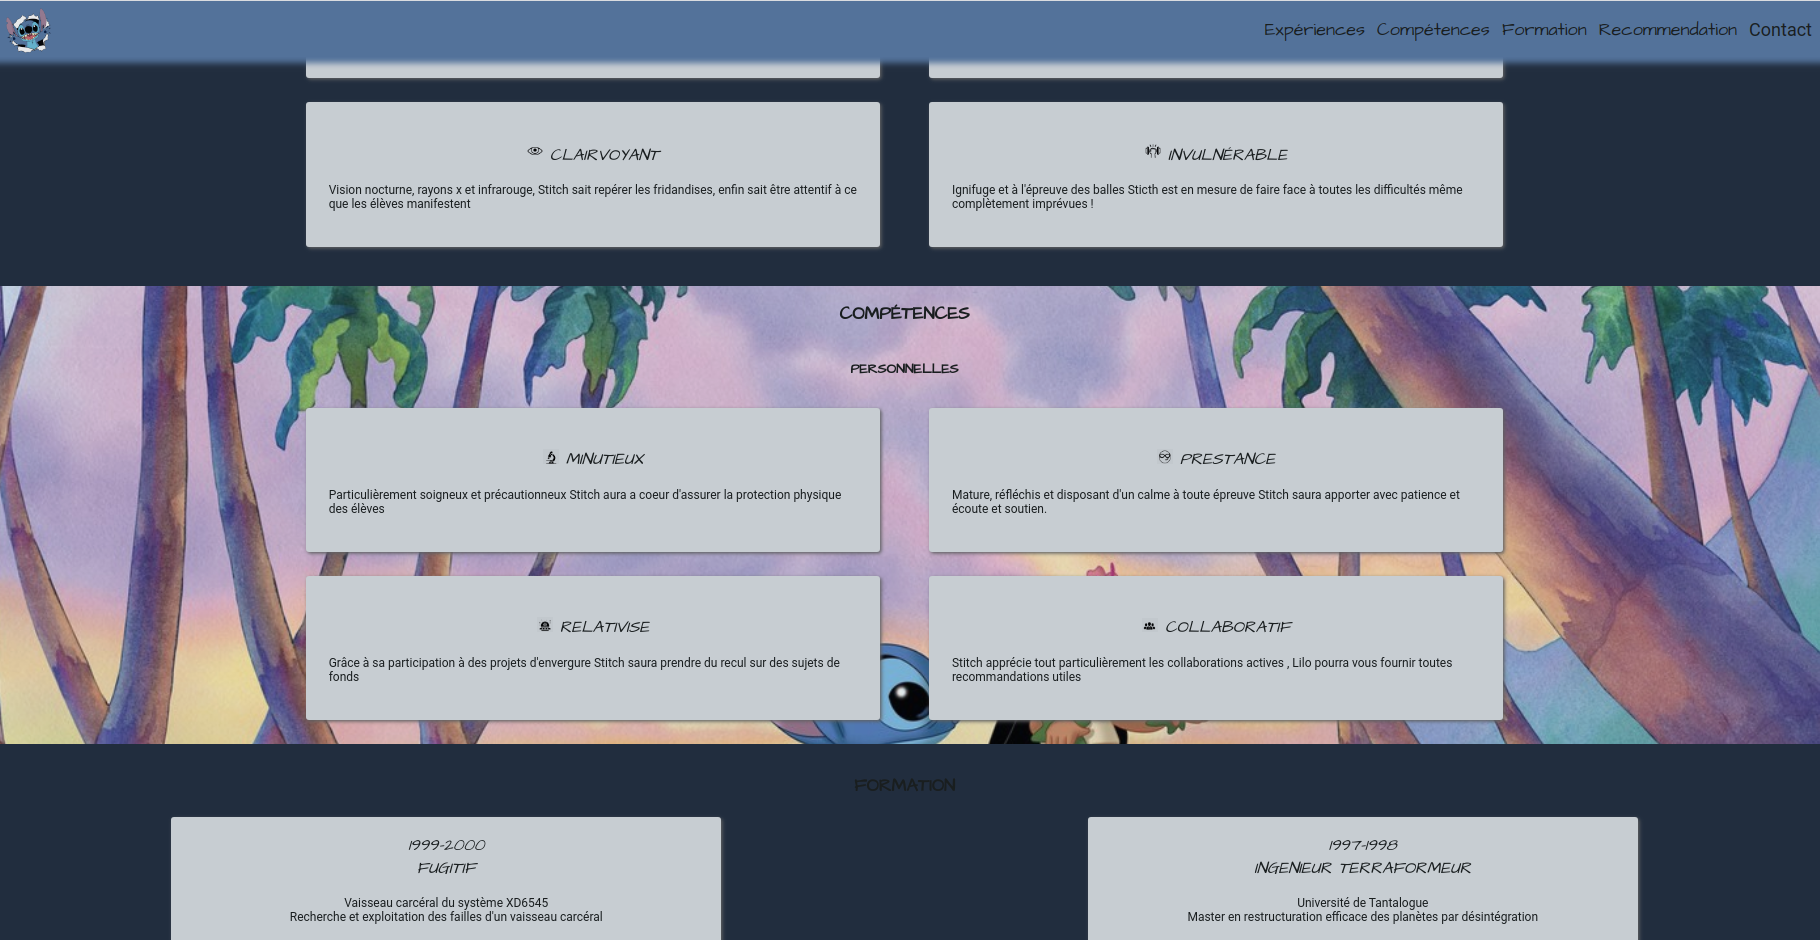 Expériences Compétences Formation Recommendation Contact
CLAIRVOYANT
Vision nocturne, rayons x et infrarouge, Stitch sait repérer les fridandises, enfin sait être attentif à ce
que les élèves manifestent
INVULNÉRABLE
Ignifuge et à l'épreuve des balles Sticth est en mesure de faire face à toutes les difficultés même
complètement imprévues !
COMPÉTENCES
PERSONNELLES
MINUTIEUX
Particulièrement soigneux et précautionneux Stitch aura a coeur d'assurer la protection physique
des élèves
PRESTANCE
Mature, réfléchis et disposant d'un calme à toute épreuve Stitch saura apporter avec patience et
écoute et soutien.
RELATIVISE
Grâce à sa participation à des projets d'envergure Stitch saura prendre du recul sur des sujets de
fonds
COLLABORATIF
Stitch apprécie tout particulièrement les collaborations actives , Lilo pourra vous fournir toutes
recommandations utiles
FORMATION
1999-2000
FUGITIF
Vaisseau carcéral du système XD6545
Recherche et exploitation des failles d'un vaisseau carcéral
1997-1998
INGENIEUR TERRAFORMEUR
Université de Tantalogue
Master en restructuration efficace des planètes par désintégration